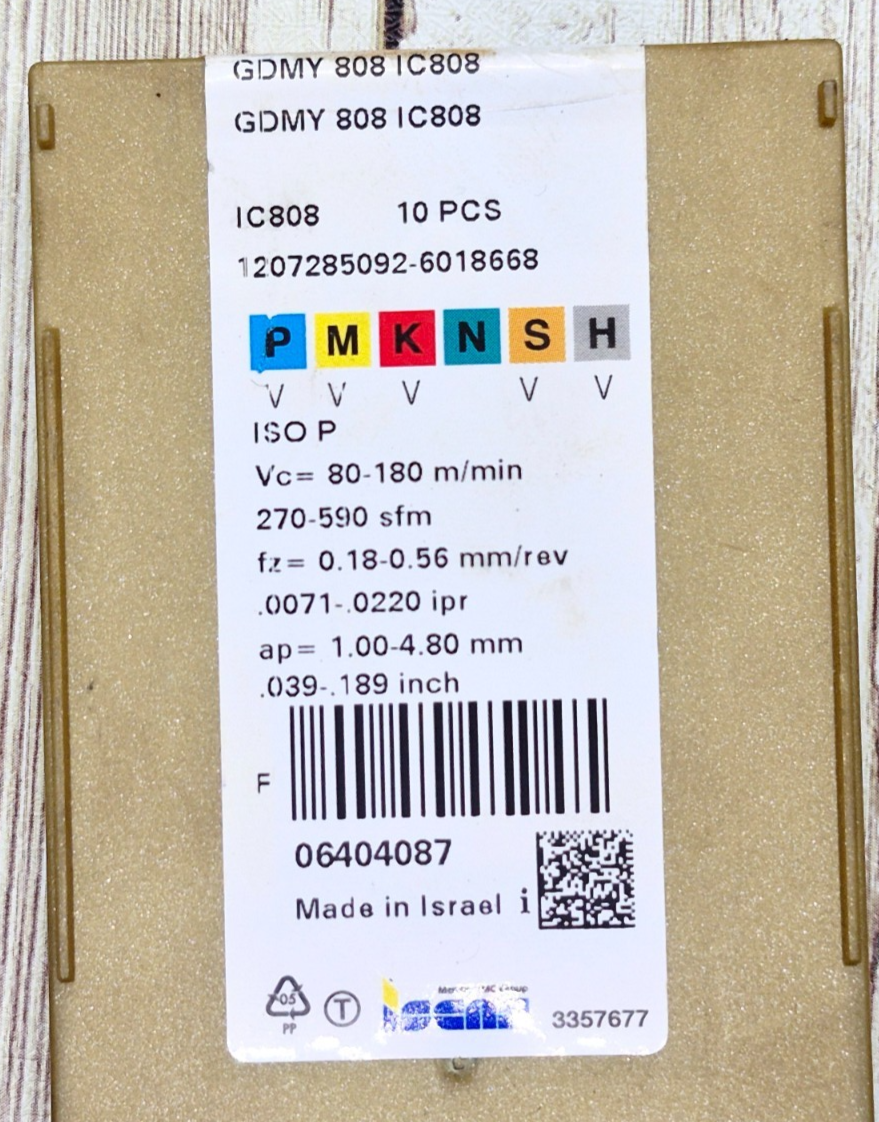 GDMY 808 IC808
GDMY 808 IC808
IC808 10 PCS
1207285092-6018668
P M K N S H
V V V V V
ISO P
Vc= 80-180 m/min
270-590 sfm
fz= 0.18-0.56 mm/rev
.0071-.0220 ipr
ap= 1.00-4.80 mm
.039-.189 inch
F
06404087
Made in Israel i
05
PP
T
iscar
3357677